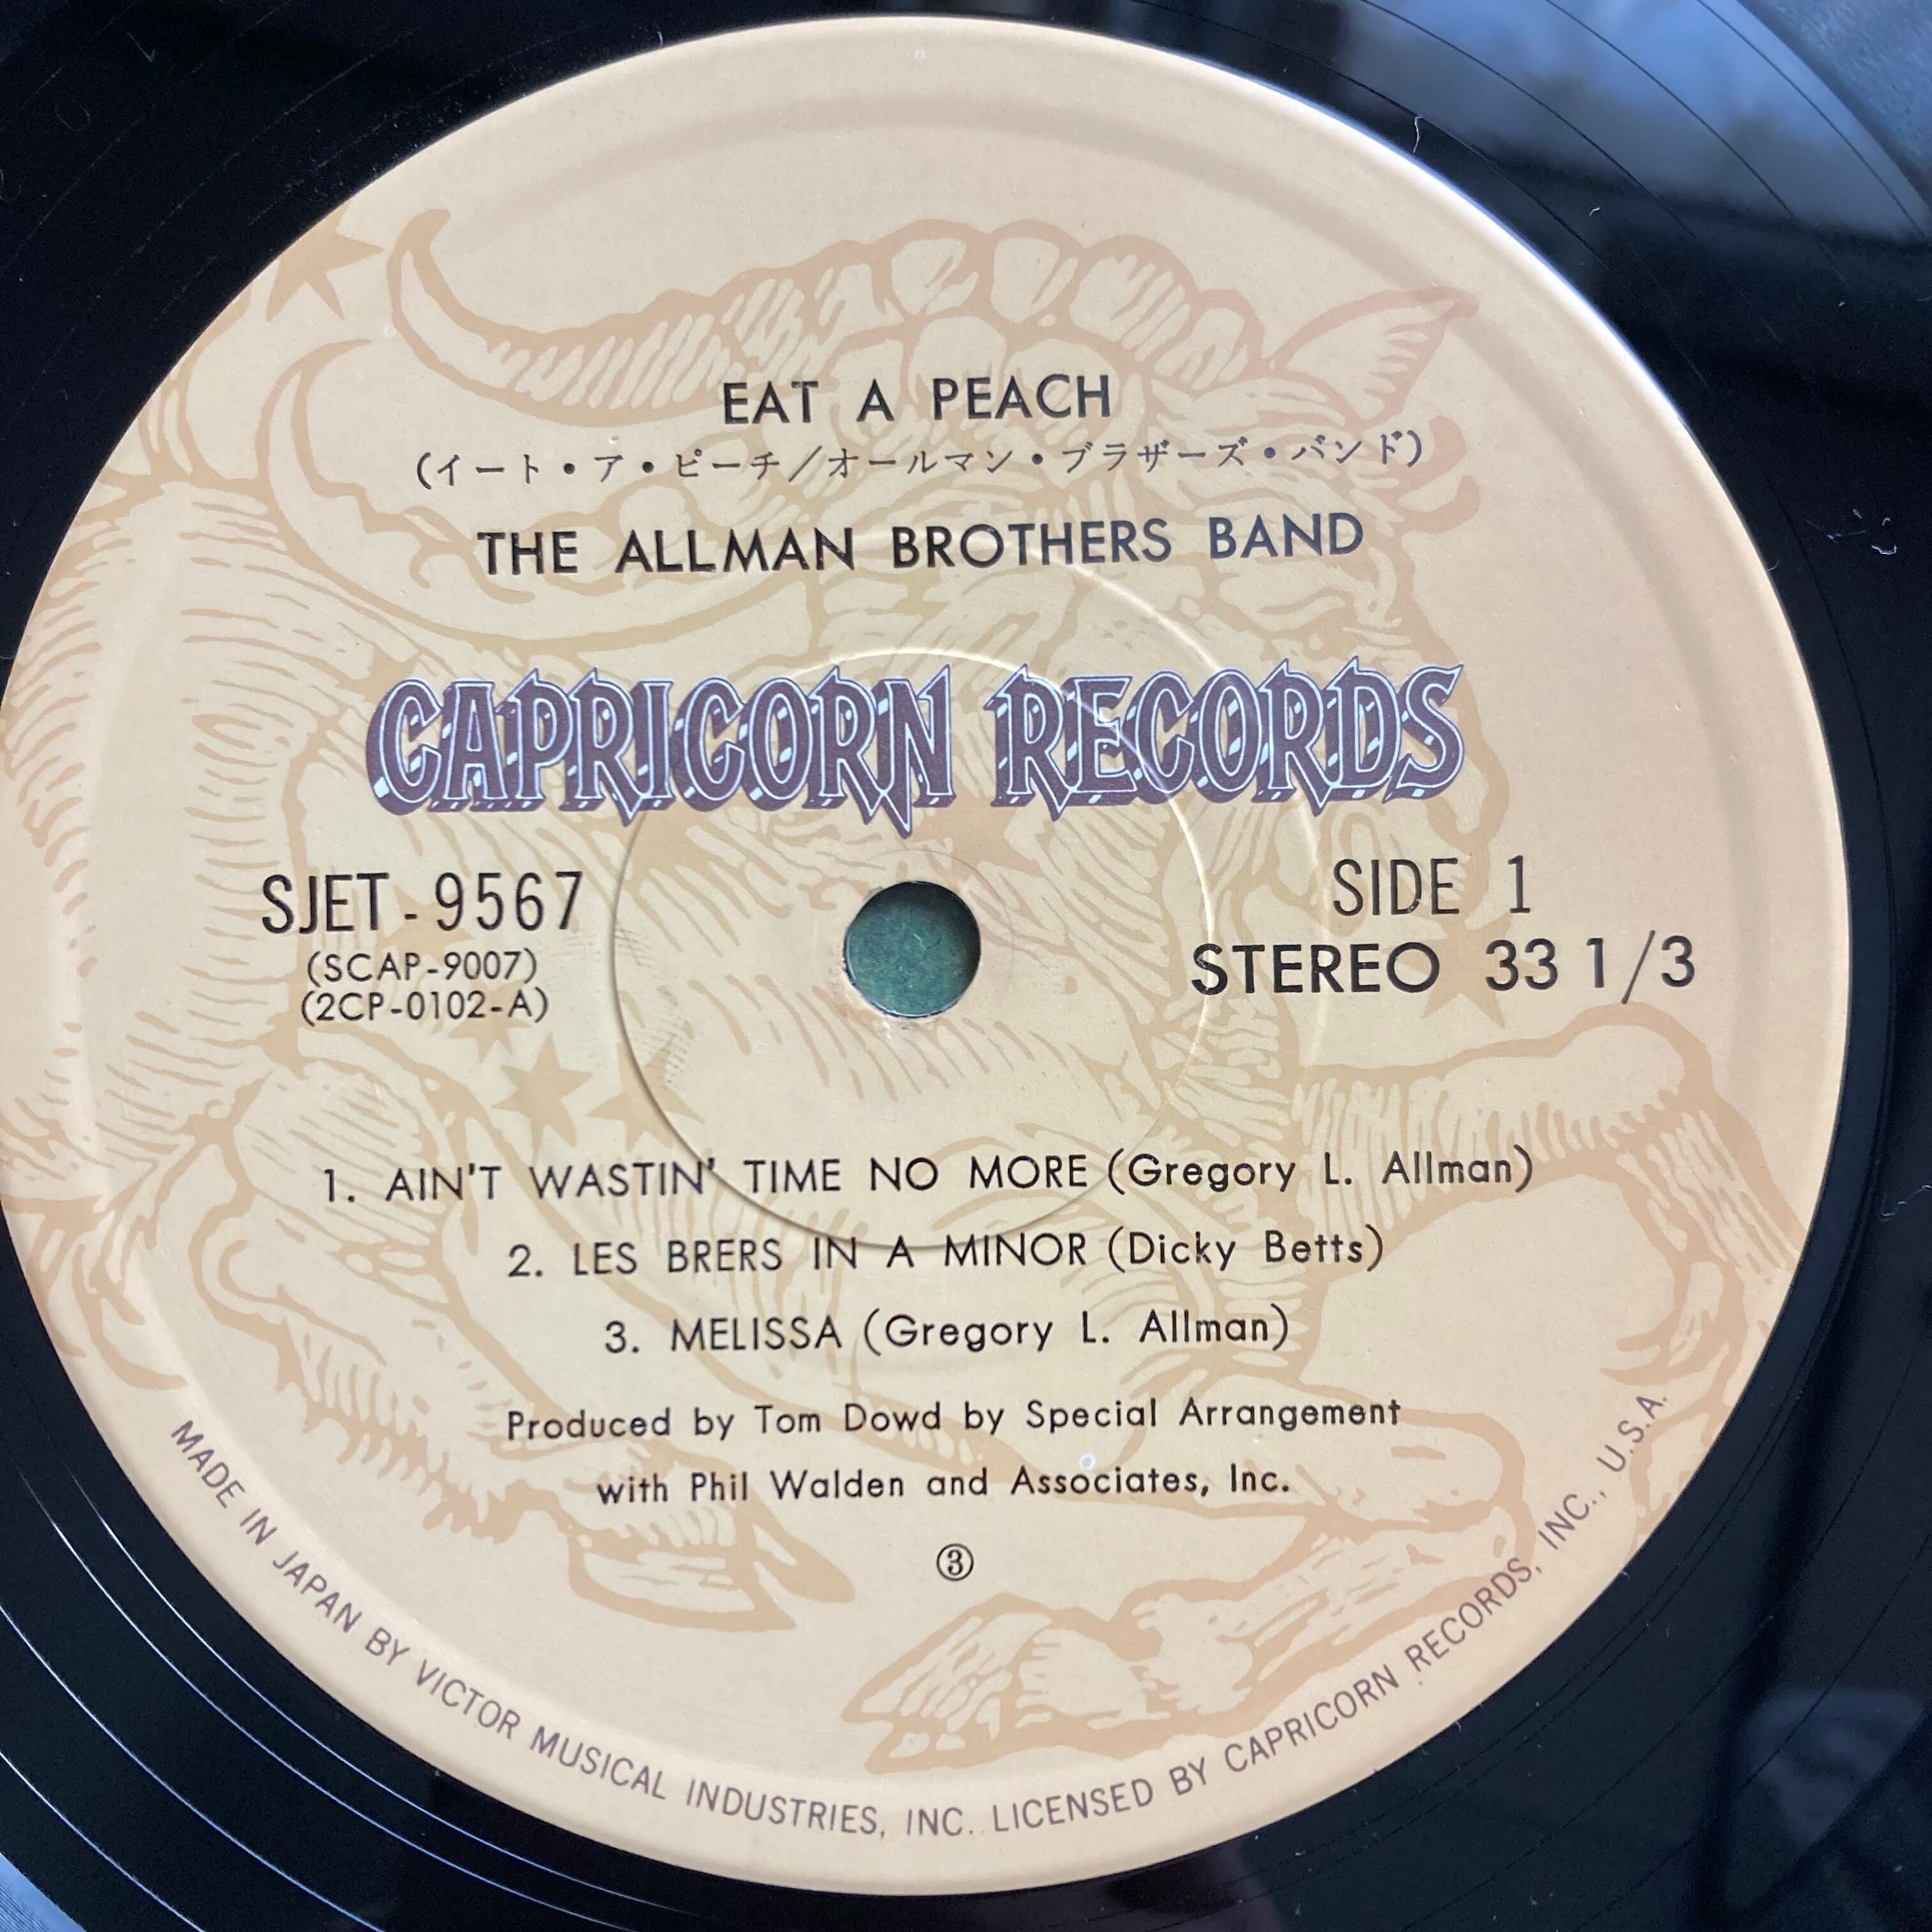 EAT A PEACH
(イート・ア・ピーチ/オールマン・ブラザーズ・バンド)
THE ALLMAN BROTHERS BAND
CAPRICORN RECORDS
SJET-9567
(SCAP-9007)
(2CP-0102-A)
SIDE 1
STEREO 33 1/3
1. AIN'T WASTIN' TIME NO MORE (Gregory L. Allman)
2. LES BRERS IN A MINOR (Dicky Betts)
3. MELISSA (Gregory L. Allman)
Produced by Tom Dowd by Special Arrangement
with Phil Walden and Associates, Inc.
③
MADE IN JAPAN BY VICTOR MUSICAL INDUSTRIES, INC. LICENSED BY CAPRICORN RECORDS, INC., U.S.A.